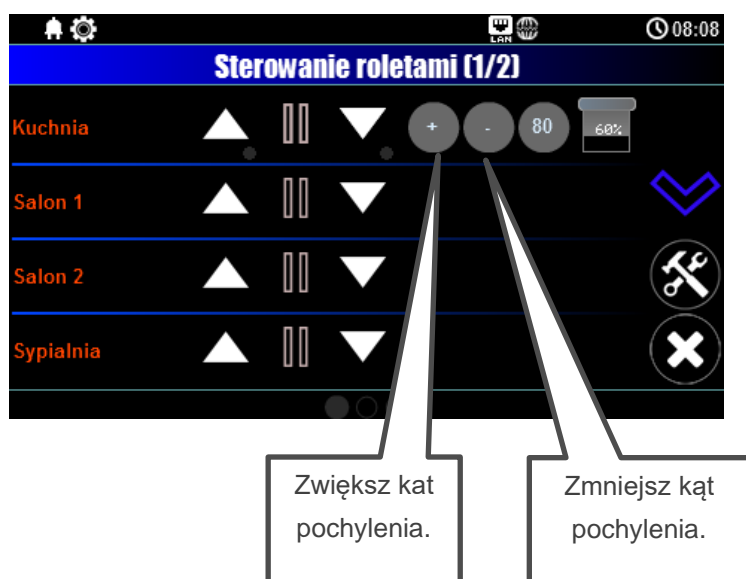 LAN 08:08
Sterowanie roletami (1/2)
Kuchnia + - 80 60%
Salon 1
Salon 2
Sypialnia
Zwiększ kat
pochylenia.
Zmniejsz kąt
pochylenia.